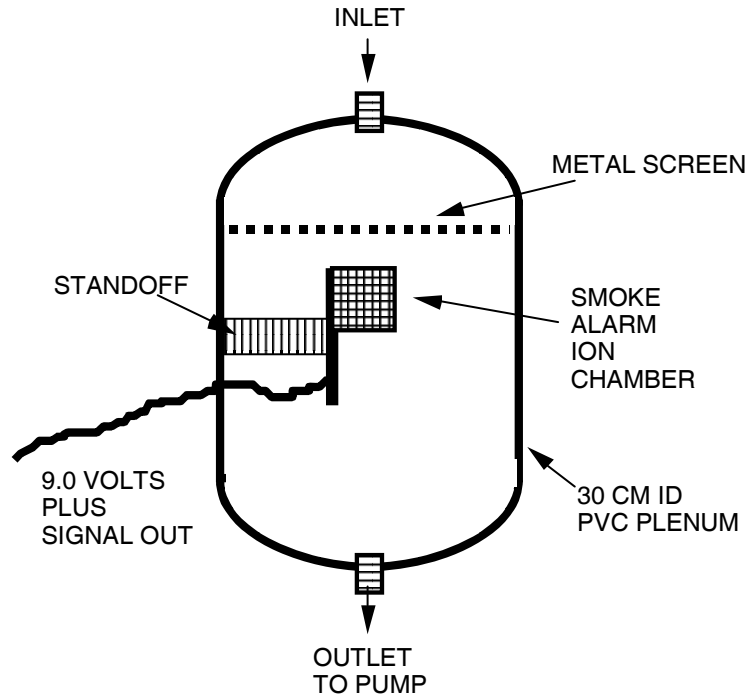 INLET
METAL SCREEN
STANDOFF
SMOKE
ALARM
ION
CHAMBER
9.0 VOLTS
PLUS
SIGNAL OUT
30 CM ID
PVC PLENUM
OUTLET
TO PUMP